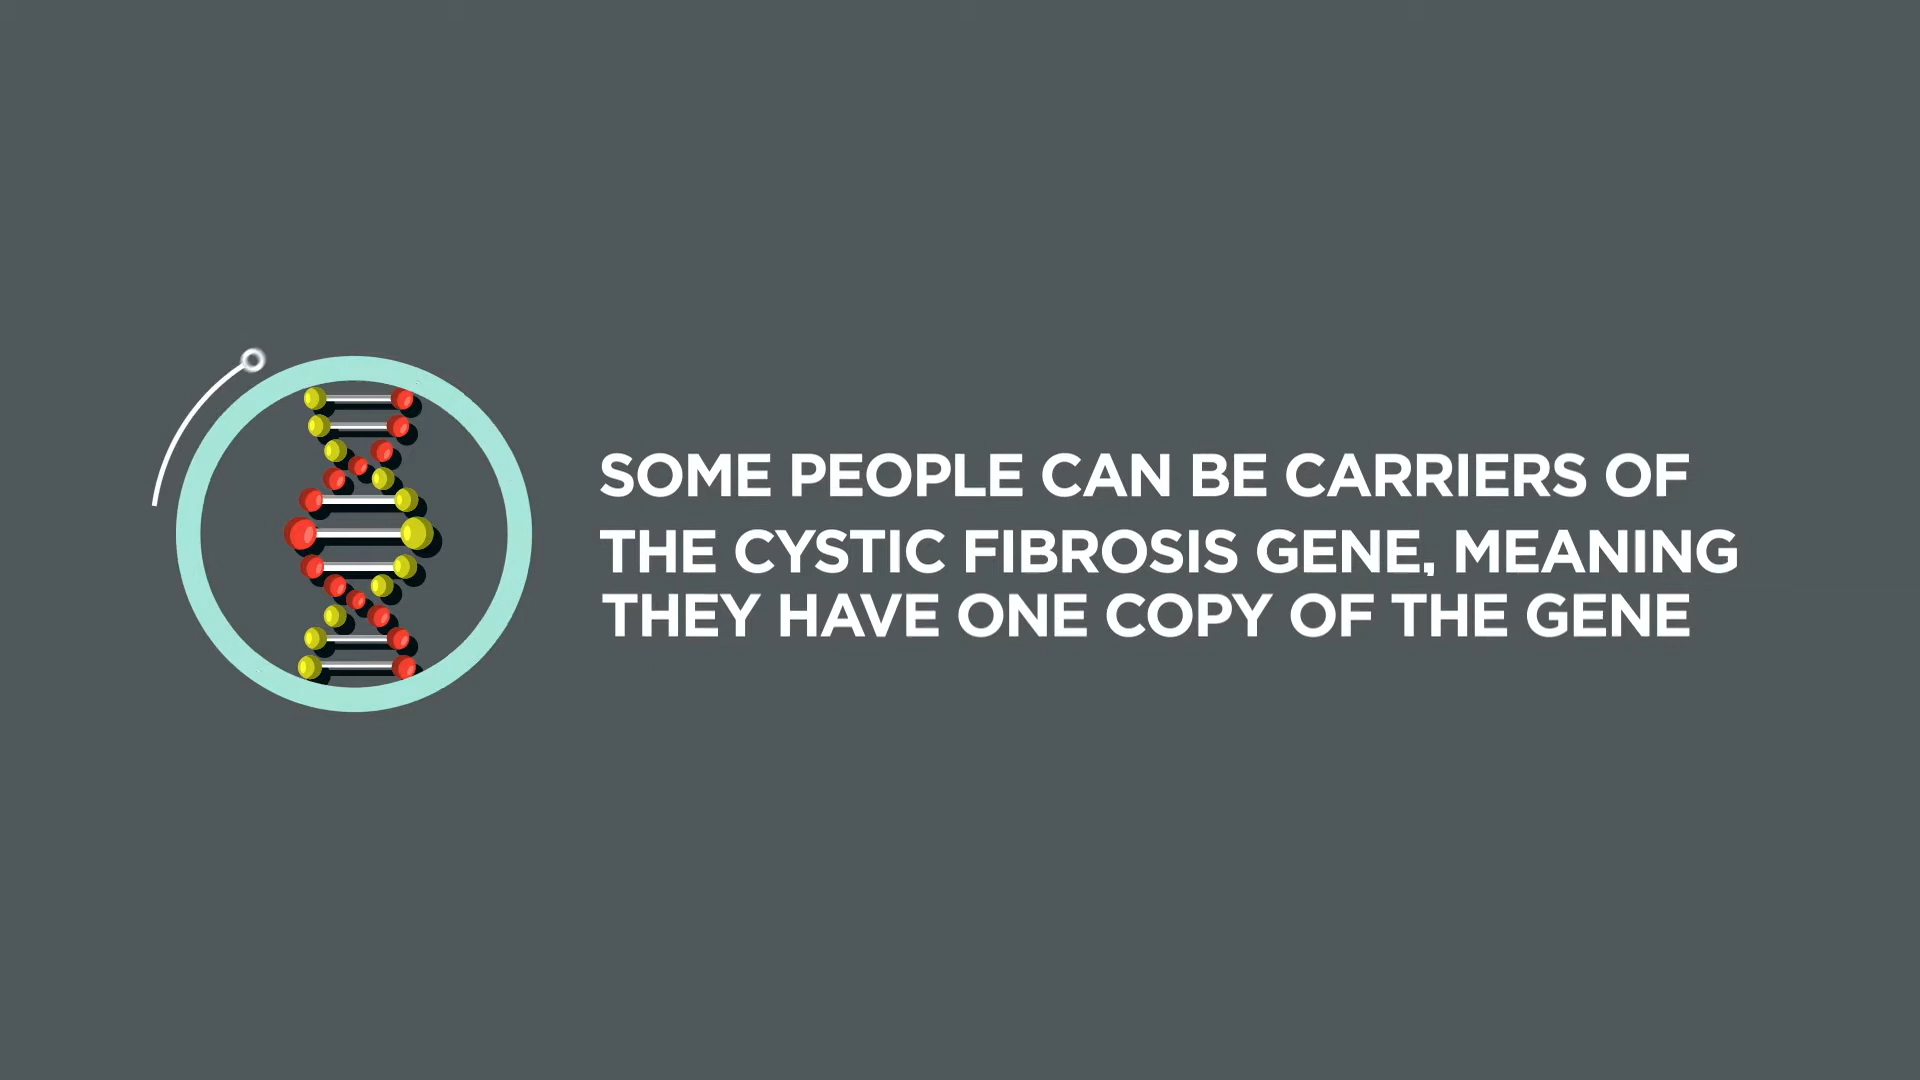 SOME PEOPLE CAN BE CARRIERS OF
THE CYSTIC FIBROSIS GENE, MEANING
THEY HAVE ONE COPY OF THE GENE